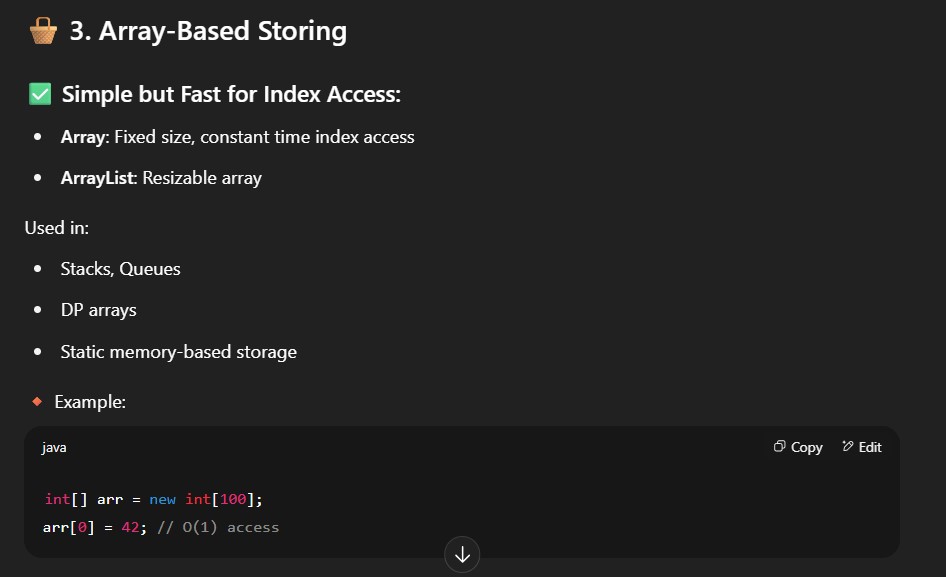 3. Array-Based Storing
Simple but Fast for Index Access:
Array: Fixed size, constant time index access
ArrayList: Resizable array
Used in:
Stacks, Queues
DP arrays
Static memory-based storage
Example:
java
Copy
Edit
int[] arr = new int[100];
arr[0] = 42; // O(1) access